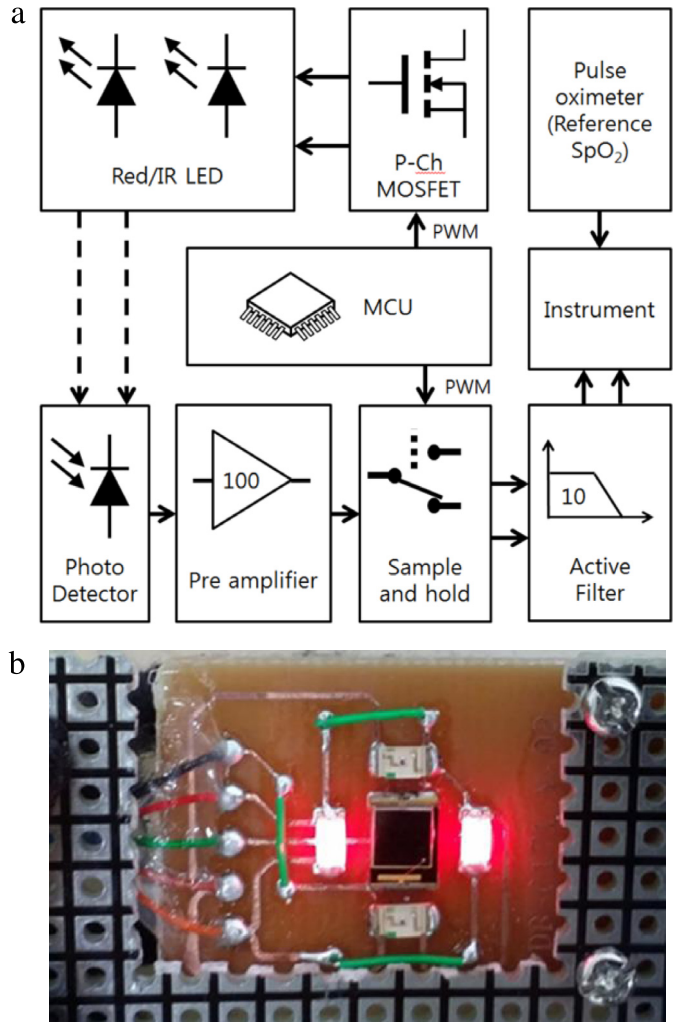 a
Red/IR LED
P-Ch
MOSFET
Pulse
oximeter
(Reference
SpO₂)
PWM
MCU
Instrument
PWM
100
10
Photo
Detector
Pre amplifier
Sample
and hold
Active
Filter
b